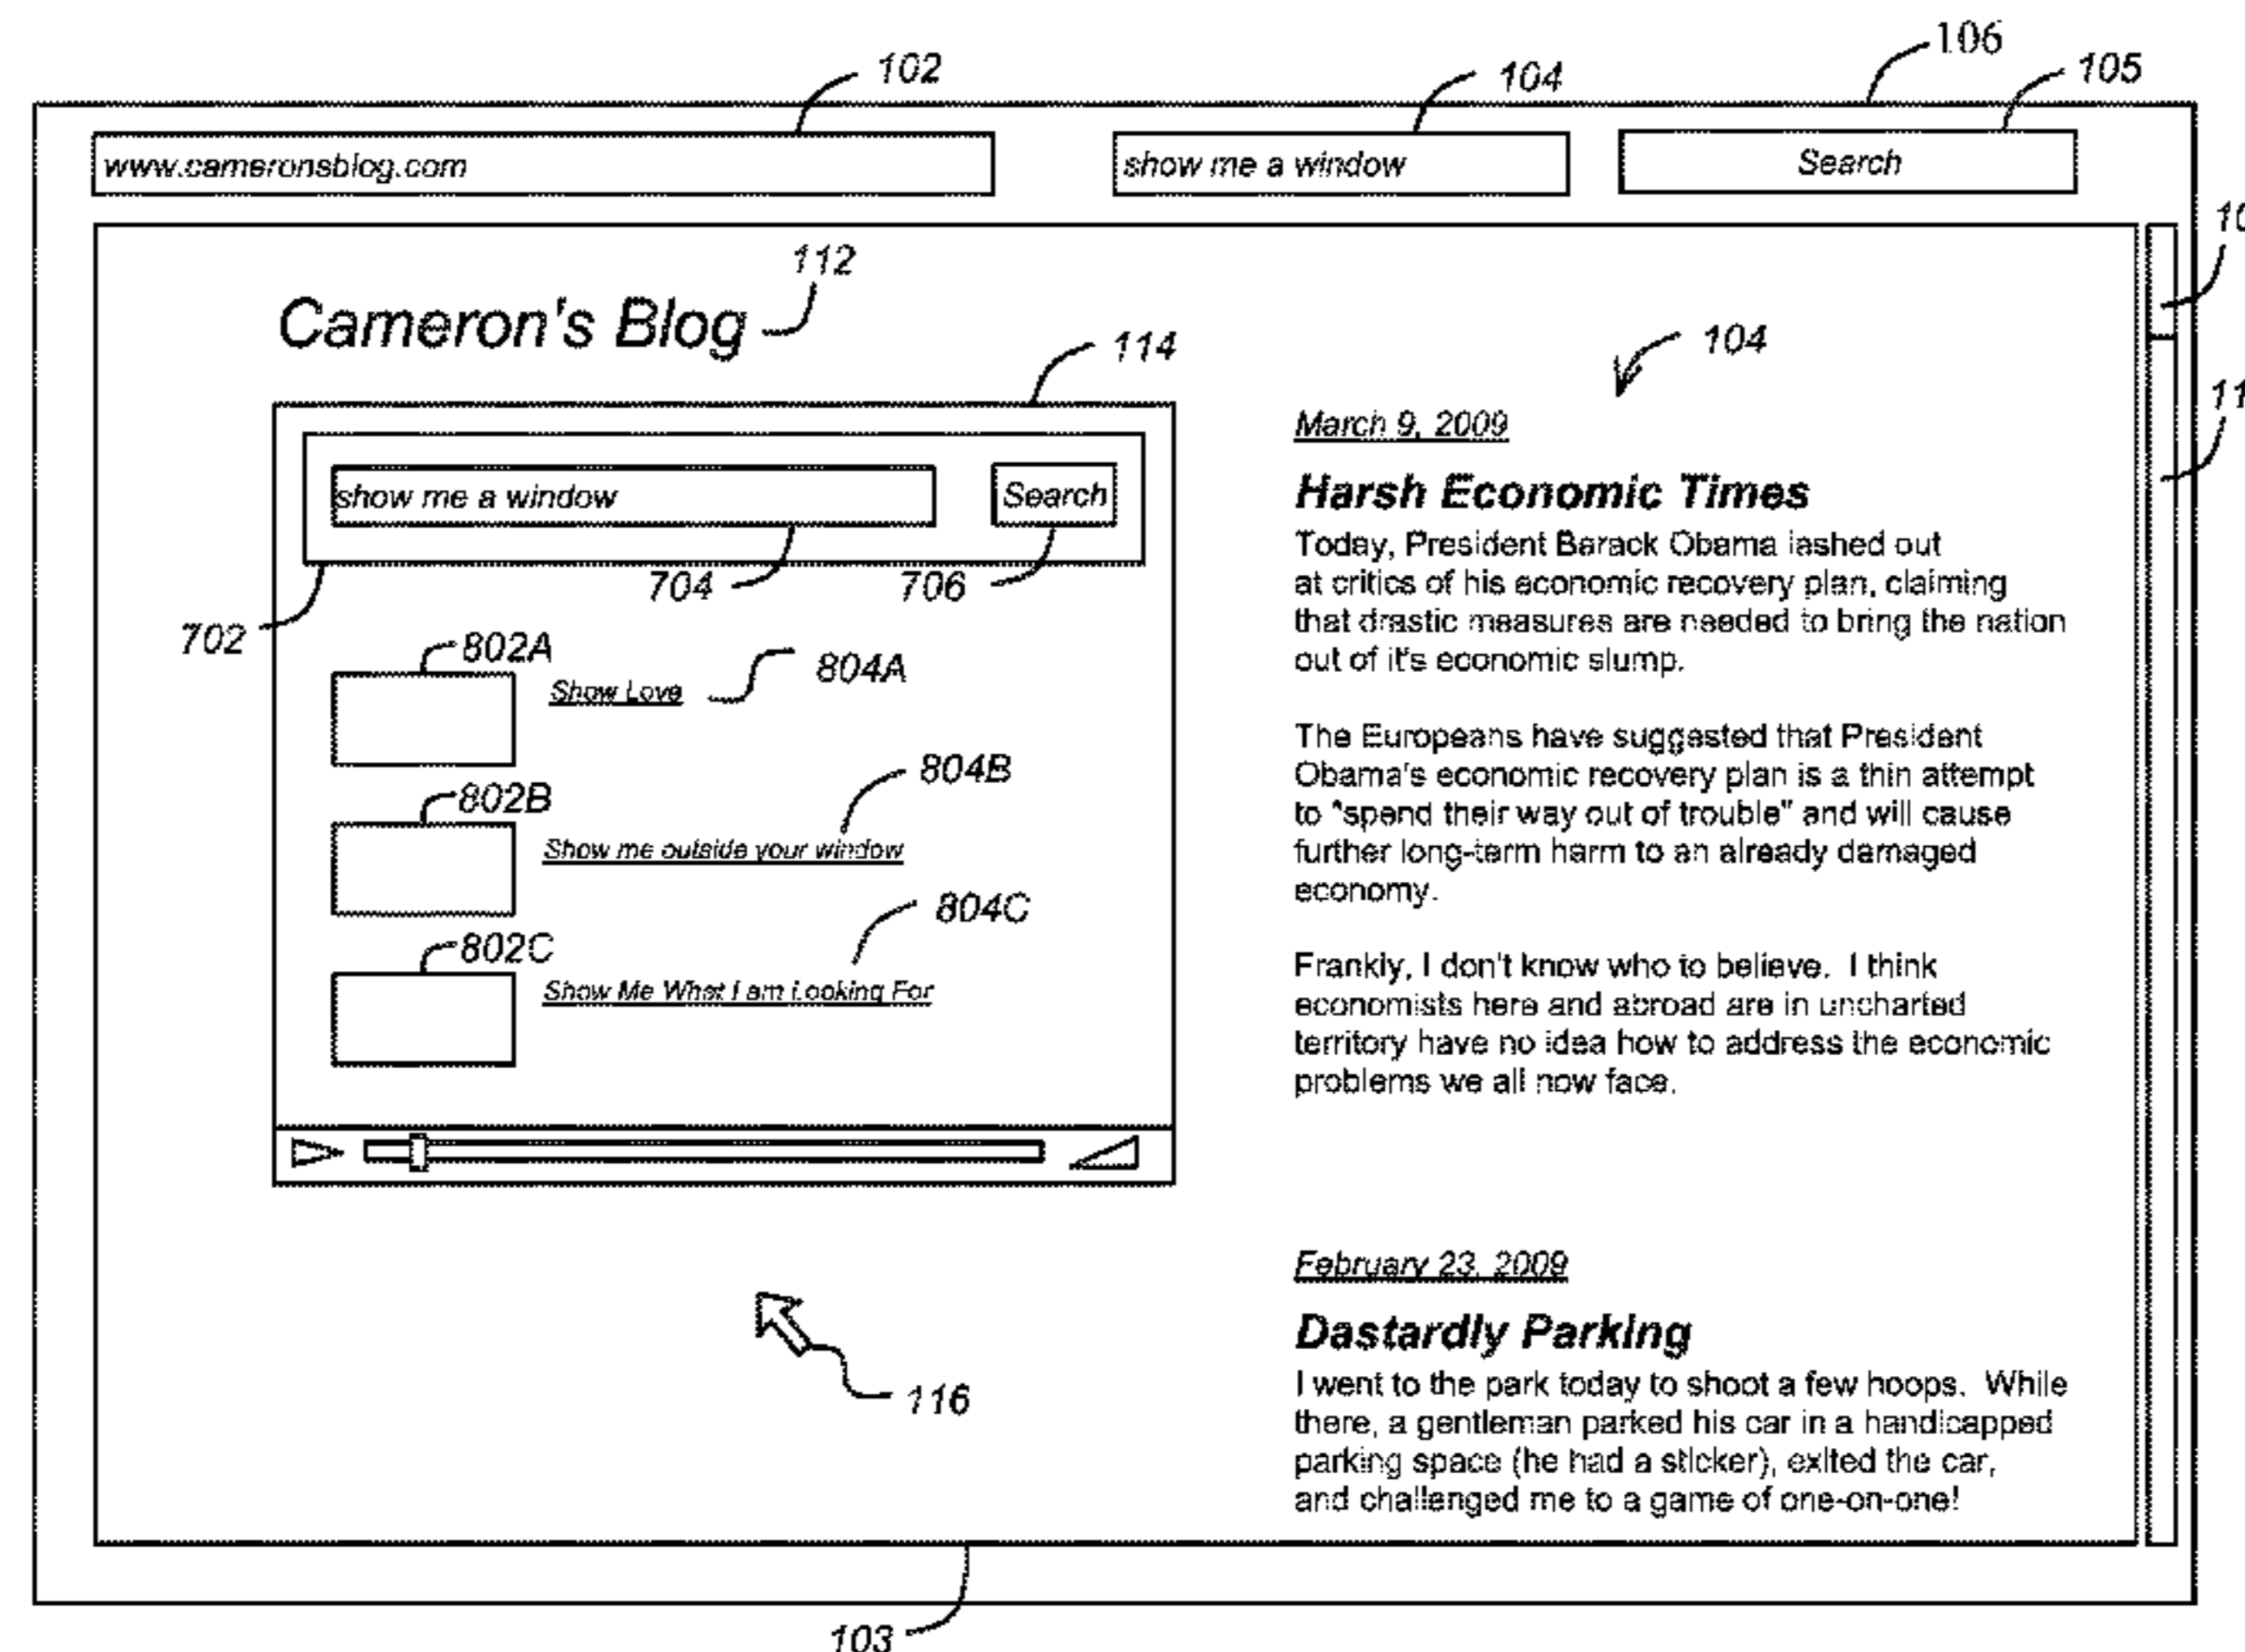 106
102
104
105
www.cameronsblog.com
show me a window
Search
112
Cameron's Blog
114
show me a window
Search
704
706
702
802A
Show Love
804A
802B
804B
Show me outside your window
804C
802C
Show Me What I am Looking For
116
104
March 9, 2009
Harsh Economic Times
Today, President Barack Obama lashed out
at critics of his economic recovery plan, claiming
that drastic measures are needed to bring the nation
out of it's economic slump.
The Europeans have suggested that President
Obama's economic recovery plan is a thin attempt
to "spend their way out of trouble" and will cause
further long-term harm to an already damaged
economy.
Frankly, I don't know who to believe. I think
economists here and abroad are in uncharted
territory have no idea how to address the economic
problems we all now face.
February 23, 2009
Dastardly Parking
I went to the park today to shoot a few hoops. While
there, a gentleman parked his car in a handicapped
parking space (he had a sticker), exited the car,
and challenged me to a game of one-on-one!
103